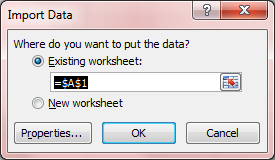 Import Data
Where do you want to put the data?
Existing worksheet:
=$A$1
New worksheet
Properties...
OK
Cancel